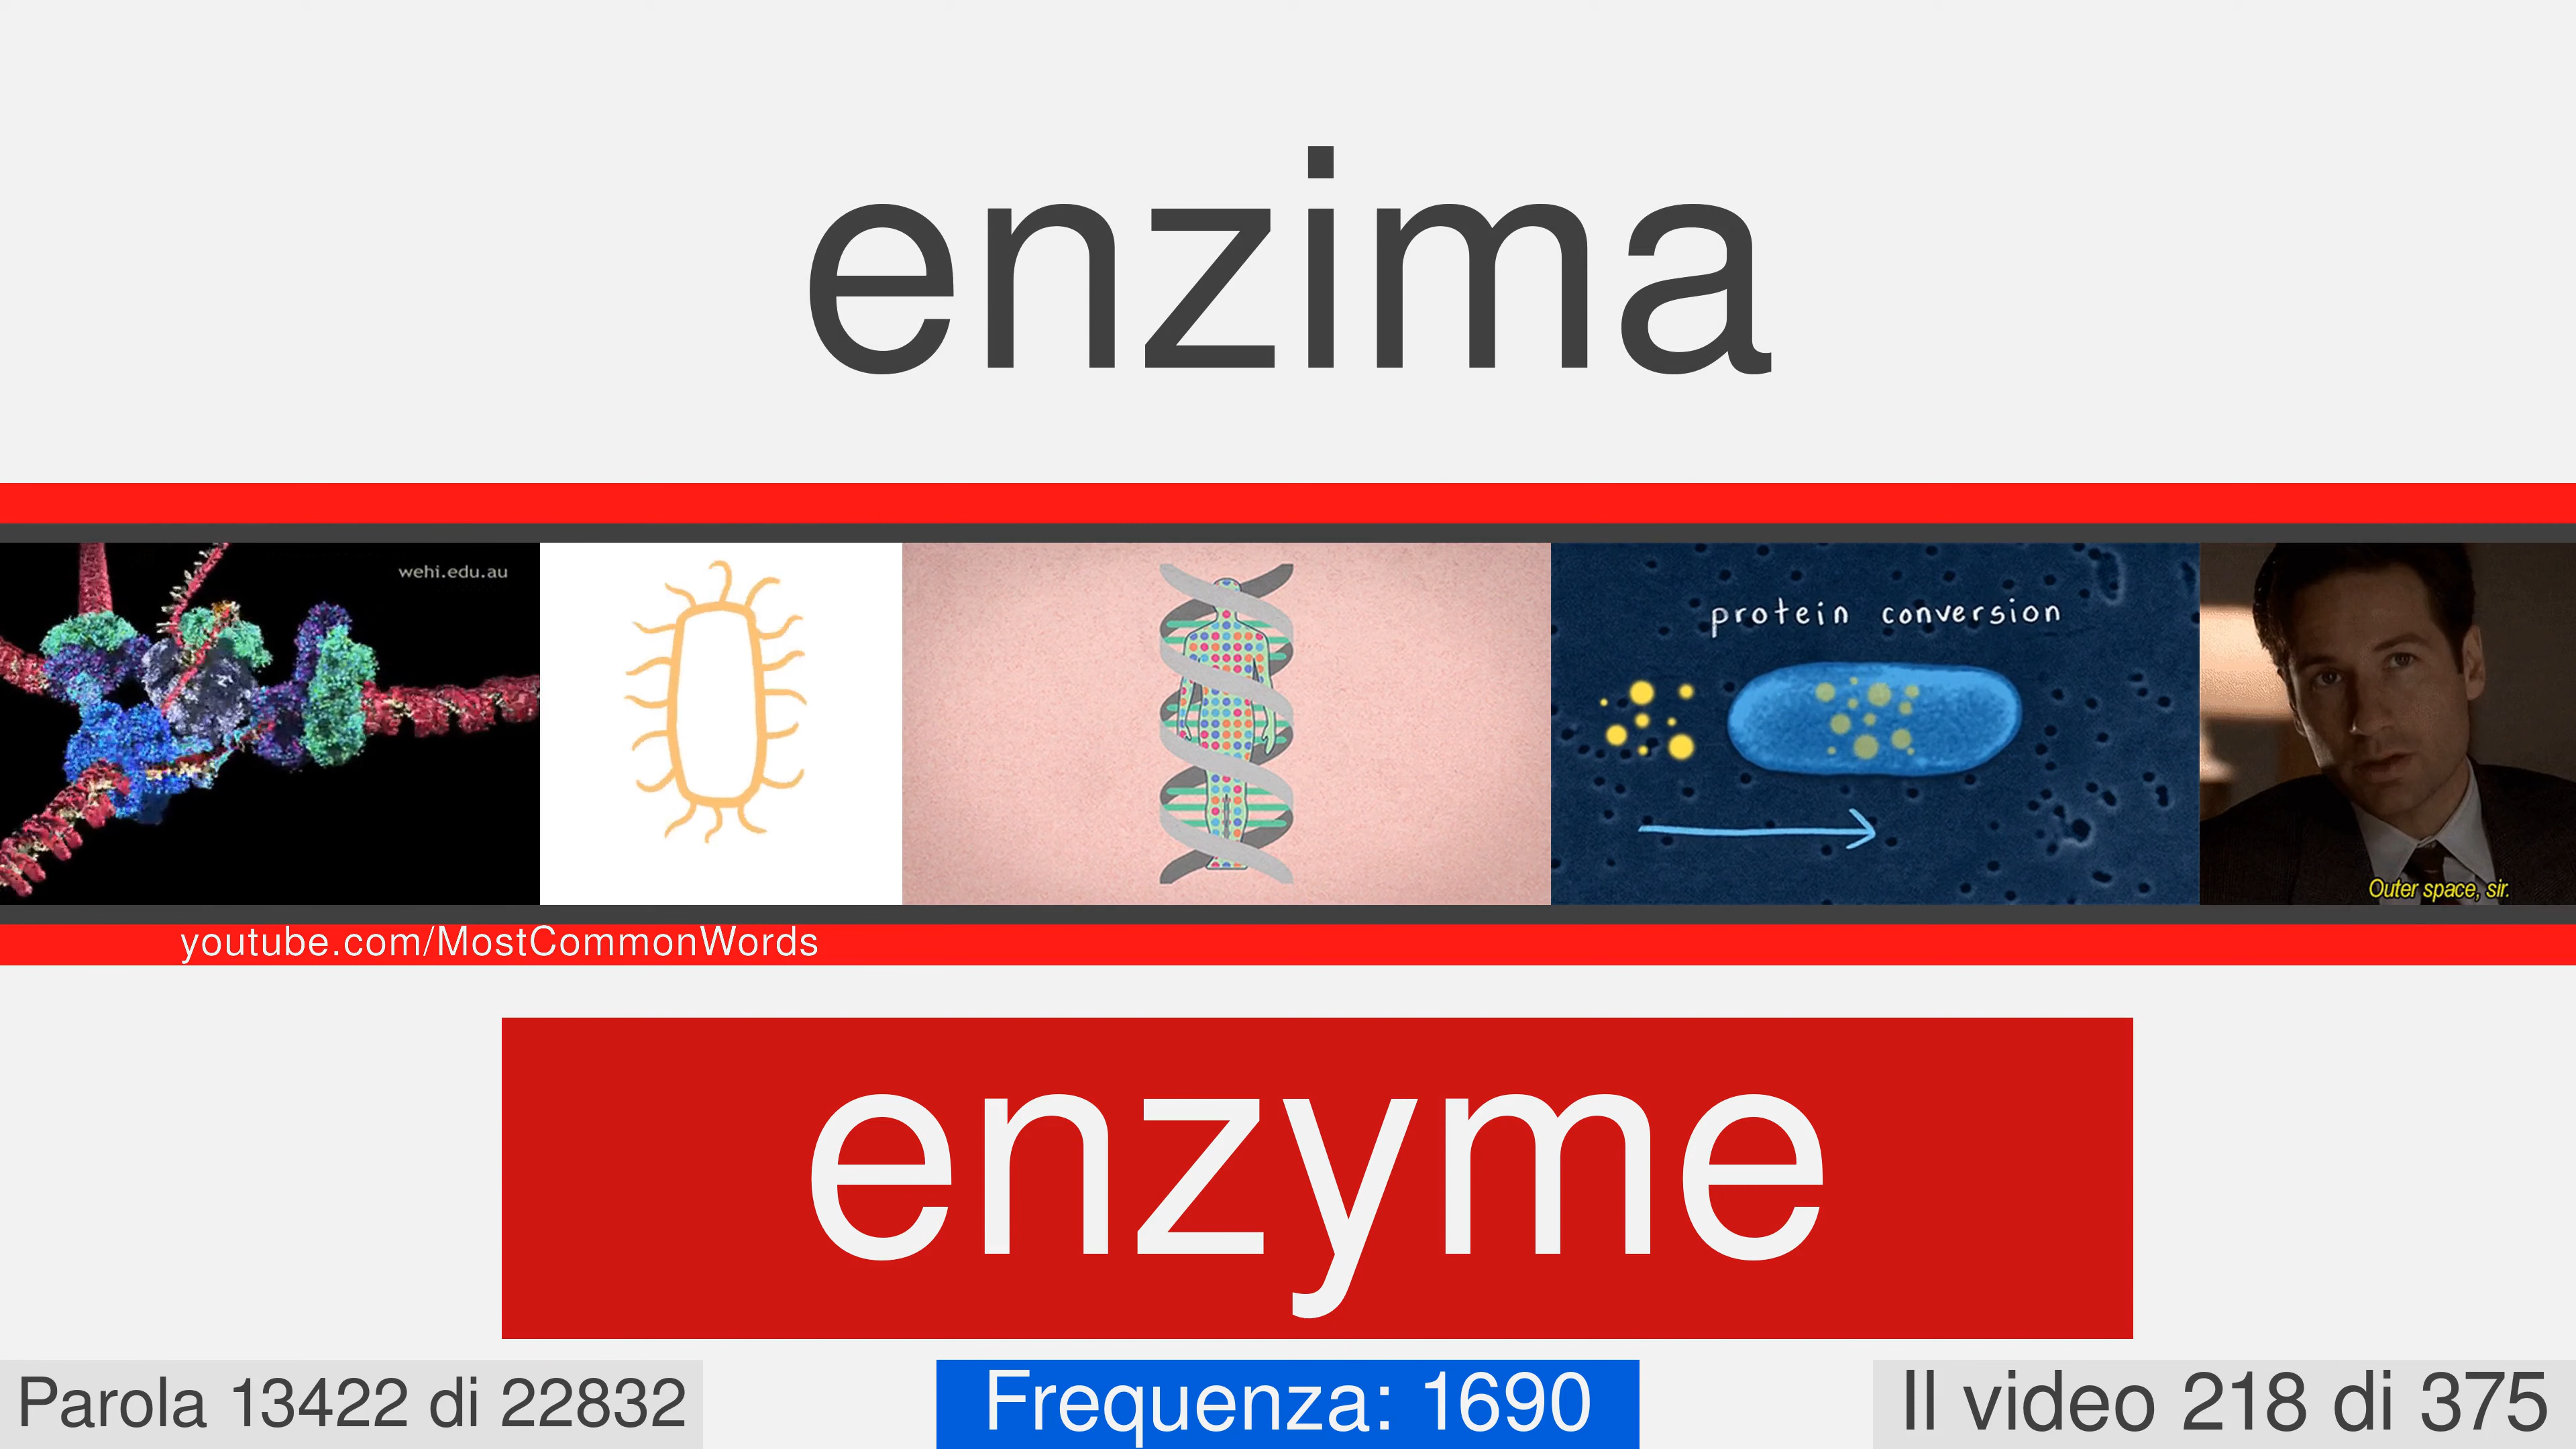 enzima
wehi.edu.au
protein conversion
Outer space, sir.
youtube.com/MostCommonWords
enzyme
Parola 13422 di 22832
Frequenza: 1690
Il video 218 di 375